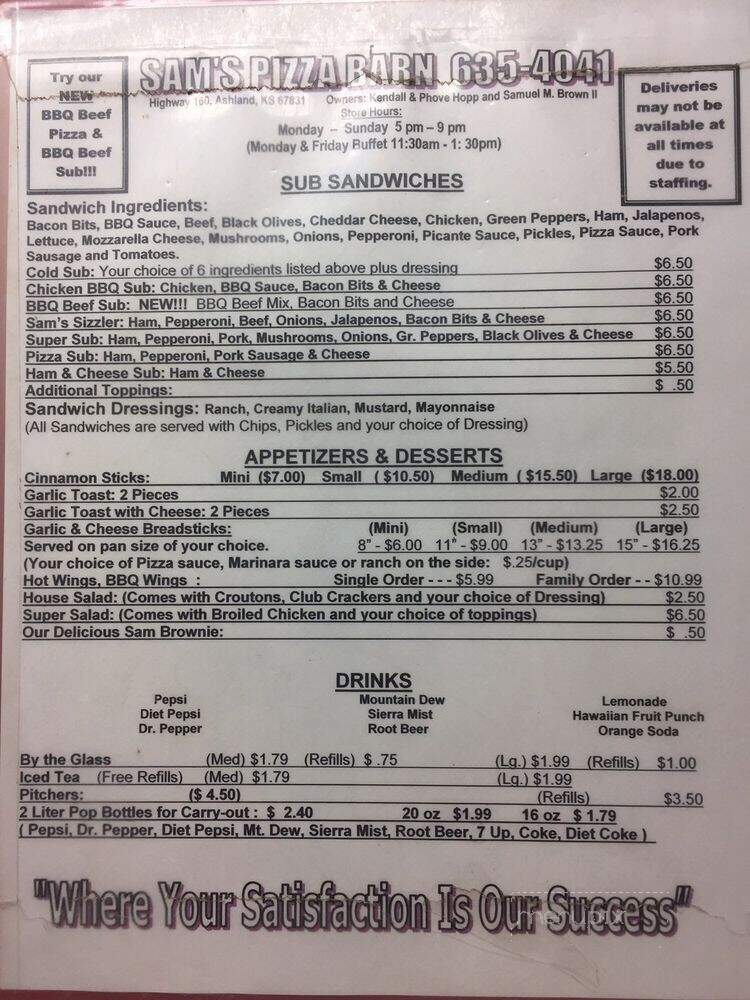 SAM'S PIZZA BARN 635-4041
Try our
NEW
BBQ Beef
Pizza &
BBQ Beef
Sub!!!
Highway 160, Ashland, KS 67831 Owners: Kendall & Phove Hopp and Samuel M. Brown II
Store Hours:
Monday – Sunday 5 pm – 9 pm
(Monday & Friday Buffet 11:30am - 1: 30pm)
Deliveries
may not be
available at
all times
due to
staffing.
SUB SANDWICHES
Sandwich Ingredients:
Bacon Bits, BBQ Sauce, Beef, Black Olives, Cheddar Cheese, Chicken, Green Peppers, Ham, Jalapenos,
Lettuce, Mozzarella Cheese, Mushrooms, Onions, Pepperoni, Picante Sauce, Pickles, Pizza Sauce, Pork
Sausage and Tomatoes.
Cold Sub: Your choice of 6 ingredients listed above plus dressing $6.50
Chicken BBQ Sub: Chicken, BBQ Sauce, Bacon Bits & Cheese $6.50
BBQ Beef Sub: NEW!!! BBQ Beef Mix, Bacon Bits and Cheese $6.50
Sam's Sizzler: Ham, Pepperoni, Beef, Onions, Jalapenos, Bacon Bits & Cheese $6.50
Super Sub: Ham, Pepperoni, Pork, Mushrooms, Onions, Gr. Peppers, Black Olives & Cheese $6.50
Pizza Sub: Ham, Pepperoni, Pork Sausage & Cheese $6.50
Ham & Cheese Sub: Ham & Cheese $5.50
Additional Toppings: $ .50
Sandwich Dressings: Ranch, Creamy Italian, Mustard, Mayonnaise
(All Sandwiches are served with Chips, Pickles and your choice of Dressing)
APPETIZERS & DESSERTS
Cinnamon Sticks: Mini ($7.00) Small ( $10.50) Medium ( $15.50) Large ($18.00)
Garlic Toast: 2 Pieces $2.00
Garlic Toast with Cheese: 2 Pieces $2.50
Garlic & Cheese Breadsticks: (Mini) (Small) (Medium) (Large)
Served on pan size of your choice. 8" - $6.00 11" - $9.00 13" - $13.25 15" - $16.25
(Your choice of Pizza sauce, Marinara sauce or ranch on the side: $.25/cup)
Hot Wings, BBQ Wings : Single Order - - - $5.99 Family Order - - $10.99
House Salad: (Comes with Croutons, Club Crackers and your choice of Dressing) $2.50
Super Salad: (Comes with Broiled Chicken and your choice of toppings) $6.50
Our Delicious Sam Brownie: $ .50
DRINKS
Pepsi Mountain Dew Lemonade
Diet Pepsi Sierra Mist Hawaiian Fruit Punch
Dr. Pepper Root Beer Orange Soda
By the Glass (Med) $1.79 (Refills) $ .75 (Lg.) $1.99 (Refills) $1.00
Iced Tea (Free Refills) (Med) $1.79 (Lg.) $1.99
Pitchers: ($ 4.50) (Refills) $3.50
2 Liter Pop Bottles for Carry-out : $ 2.40 20 oz $1.99 16 oz $ 1.79
( Pepsi, Dr. Pepper, Diet Pepsi, Mt. Dew, Sierra Mist, Root Beer, 7 Up, Coke, Diet Coke )
"Where Your Satisfaction Is Our Success"
menupix